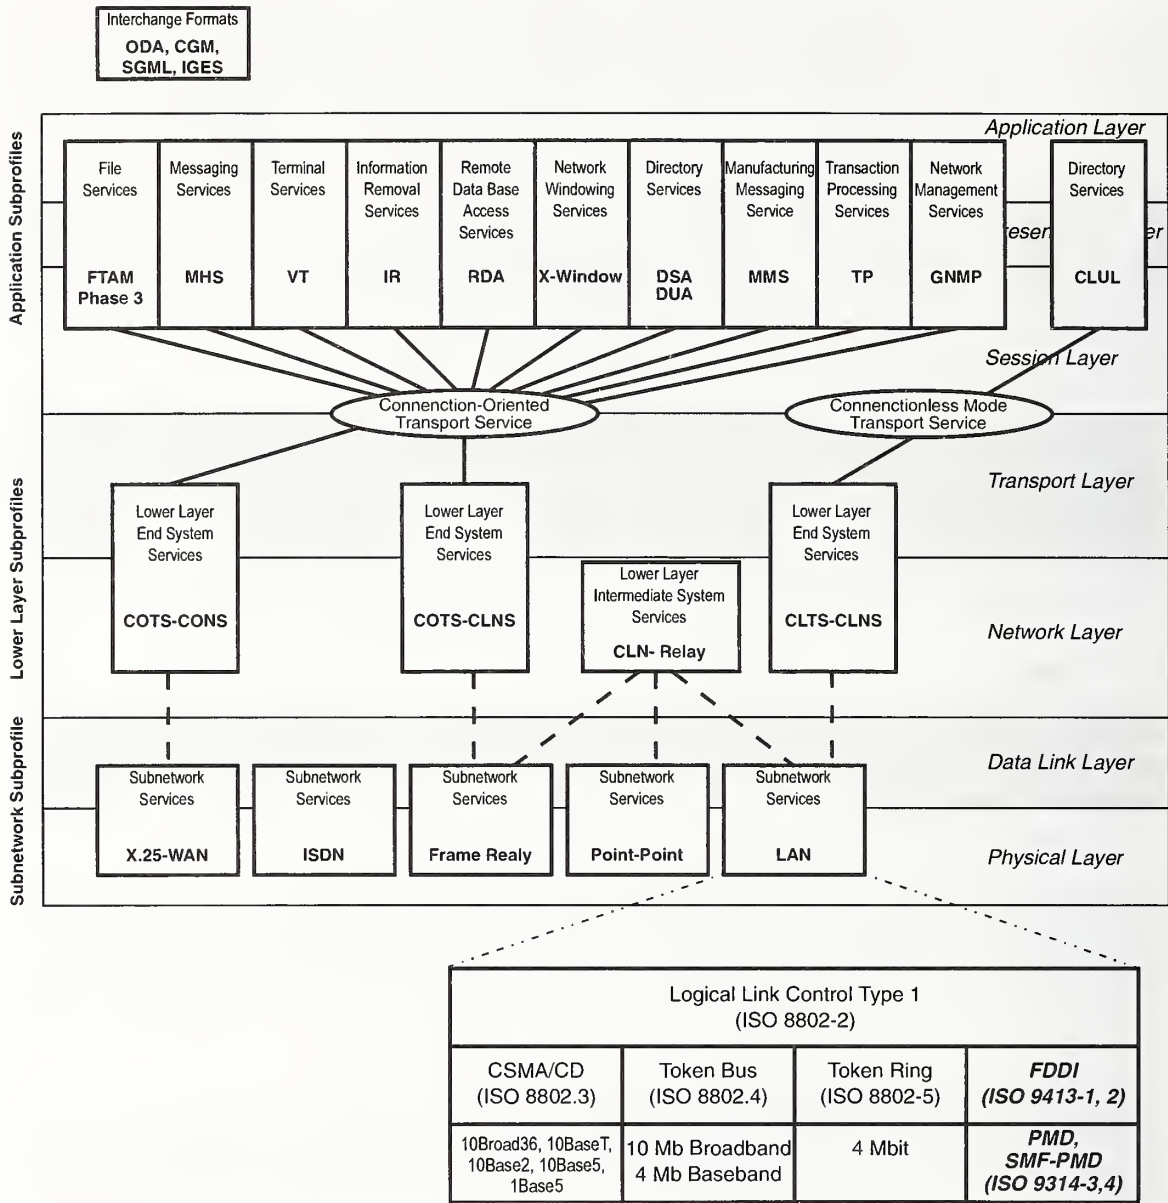 Interchange Formats
ODA, CGM,
SGML, IGES
Application Subprofiles
Application Layer
File
Services
FTAM
Phase 3
Messaging
Services
MHS
Terminal
Services
VT
Information
Removal
Services
IR
Remote
Data Base
Access
Services
RDA
Network
Windowing
Services
X-Window
Directory
Services
DSA
DUA
Manufacturing
Messaging
Service
MMS
Transaction
Processing
Services
TP
Network
Management
Services
GNMP
Directory
Services
CLUL
Session Layer
Connenction-Oriented
Transport Service
Connenctionless Mode
Transport Service
Lower Layer Subprofiles
Transport Layer
Lower Layer
End System
Services
COTS-CONS
Lower Layer
End System
Services
COTS-CLNS
Lower Layer
Intermediate System
Services
CLN- Relay
Lower Layer
End System
Services
CLTS-CLNS
Network Layer
Subnetwork Subprofile
Data Link Layer
Subnetwork
Services
X.25-WAN
Subnetwork
Services
ISDN
Subnetwork
Services
Frame Realy
Subnetwork
Services
Point-Point
Subnetwork
Services
LAN
Physical Layer
Logical Link Control Type 1
(ISO 8802-2)
CSMA/CD
(ISO 8802.3)
Token Bus
(ISO 8802.4)
Token Ring
(ISO 8802-5)
FDDI
(ISO 9413-1, 2)
10Broad36, 10BaseT,
10Base2, 10Base5,
1Base5
10 Mb Broadband
4 Mb Baseband
4 Mbit
PMD,
SMF-PMD
(ISO 9314-3,4)